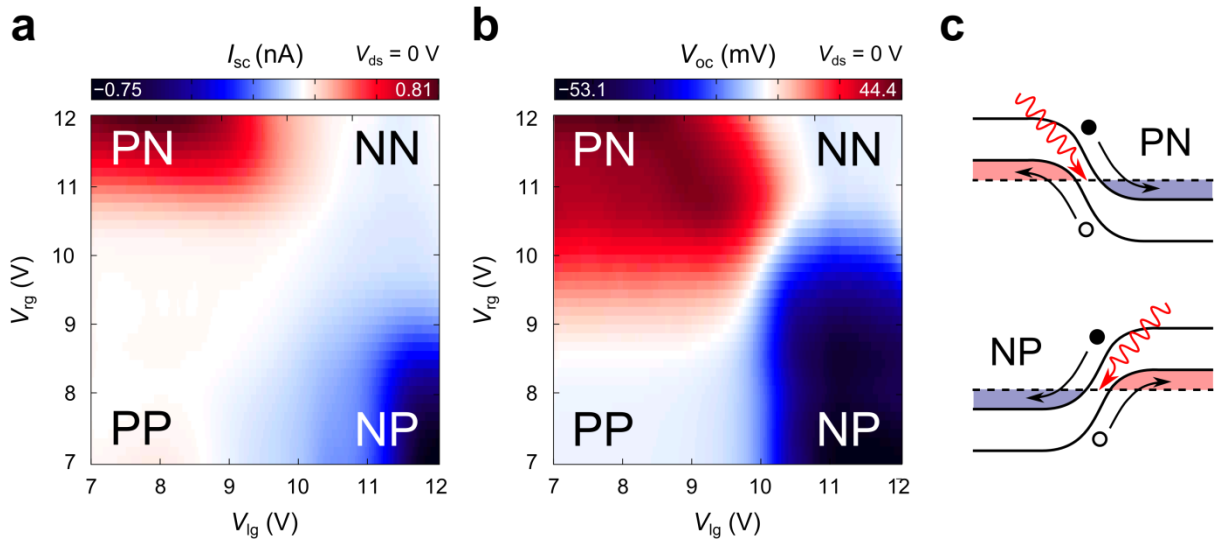 a
I_sc (nA) V_ds = 0 V
−0.75 0.81
PN NN
PP NP
12
11
10
9
8
7
V_rg (V)
7 8 9 10 11 12
V_lg (V)
b
V_oc (mV) V_ds = 0 V
−53.1 44.4
PN NN
PP NP
12
11
10
9
8
7
V_rg (V)
7 8 9 10 11 12
V_lg (V)
c
PN
NP